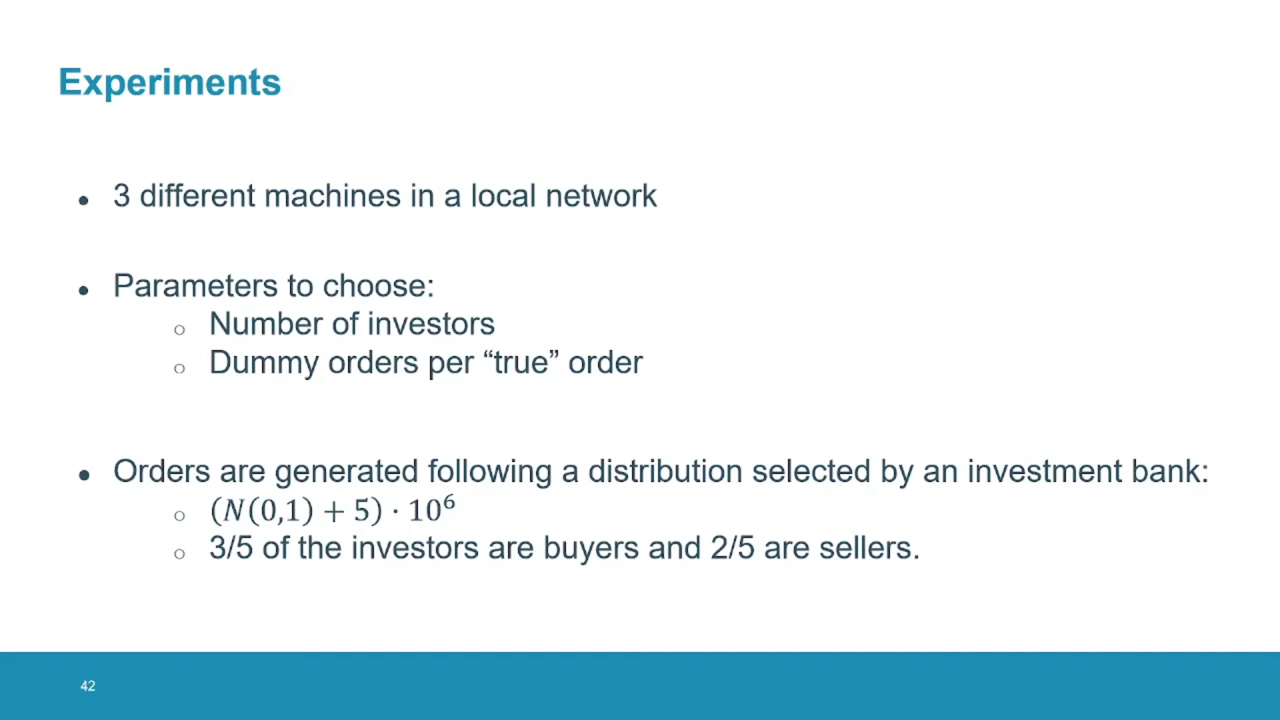 Experiments
● 3 different machines in a local network
● Parameters to choose:
○ Number of investors
○ Dummy orders per “true” order
● Orders are generated following a distribution selected by an investment bank:
○ (N(0,1) + 5) · 10⁶
○ 3/5 of the investors are buyers and 2/5 are sellers.
42